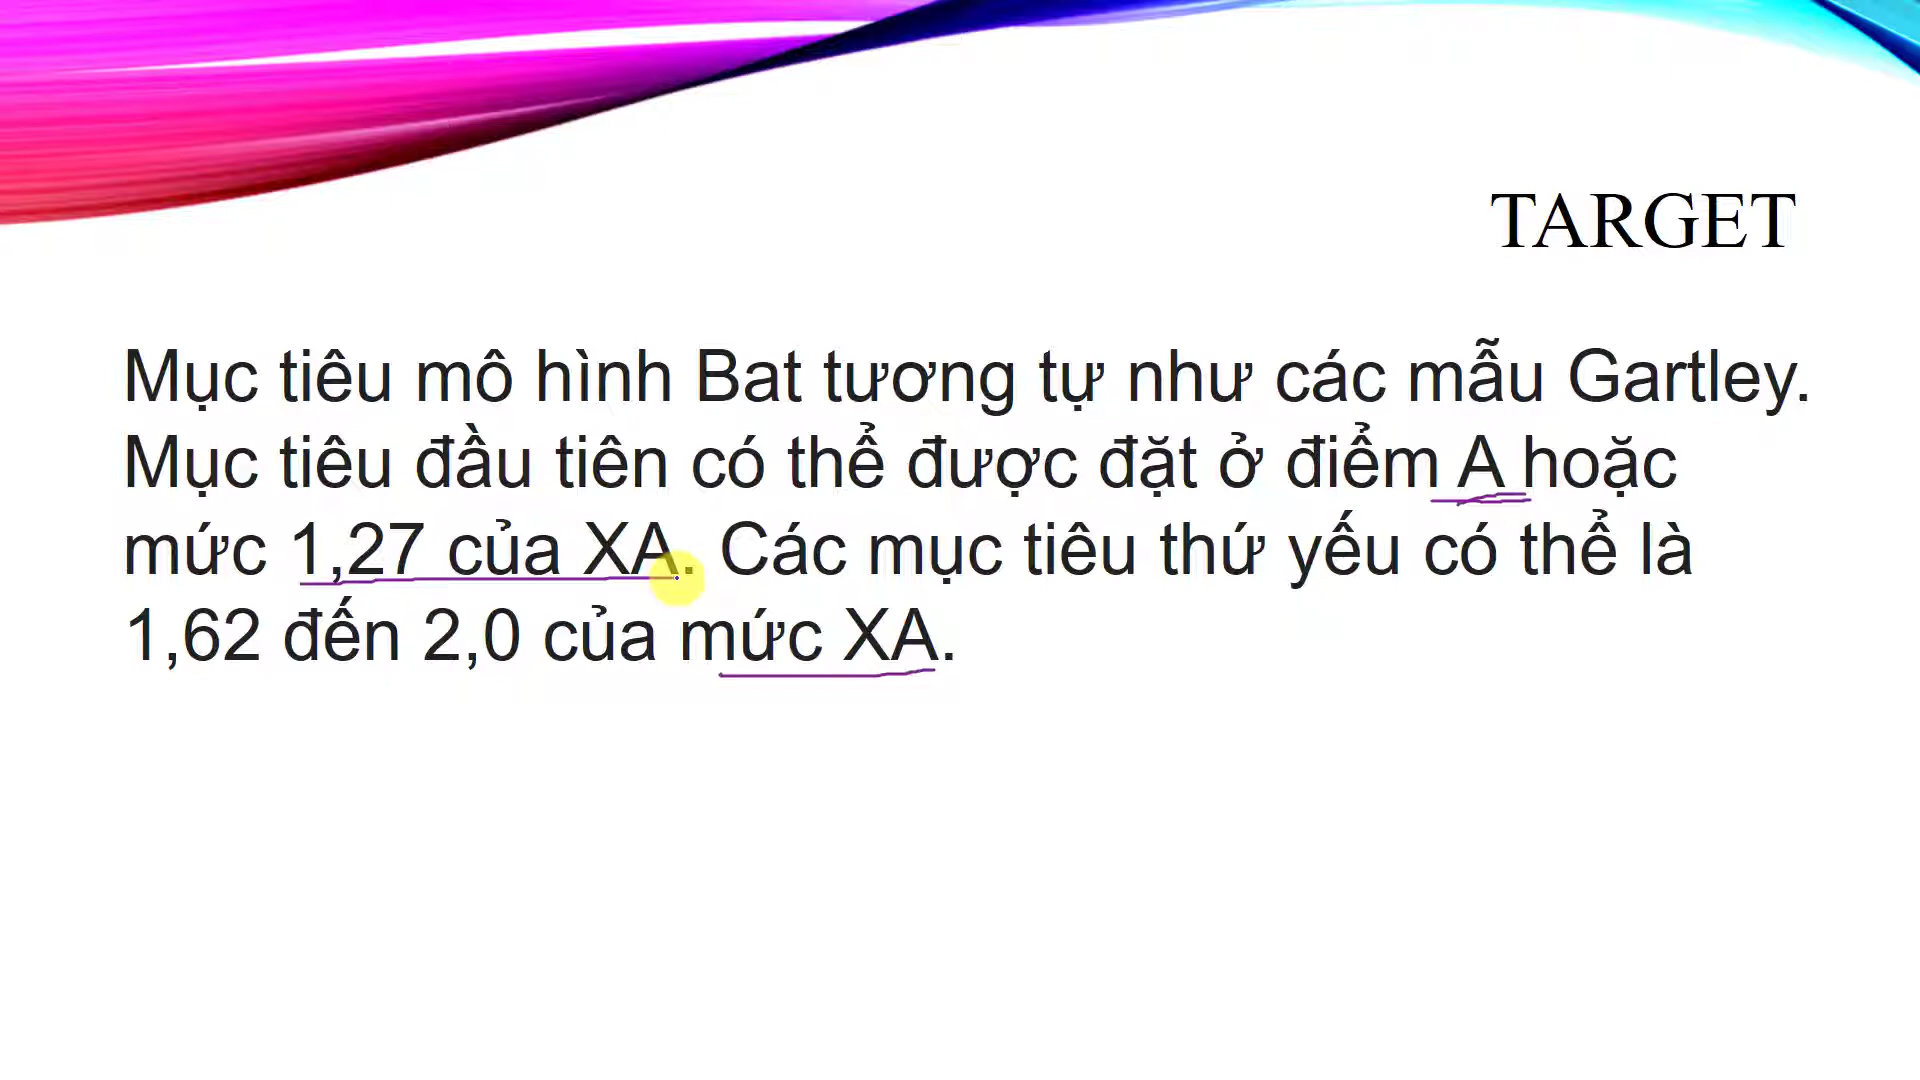 TARGET
Mục tiêu mô hình Bat tương tự như các mẫu Gartley.
Mục tiêu đầu tiên có thể được đặt ở điểm A hoặc
mức 1,27 của XA. Các mục tiêu thứ yếu có thể là
1,62 đến 2,0 của mức XA.